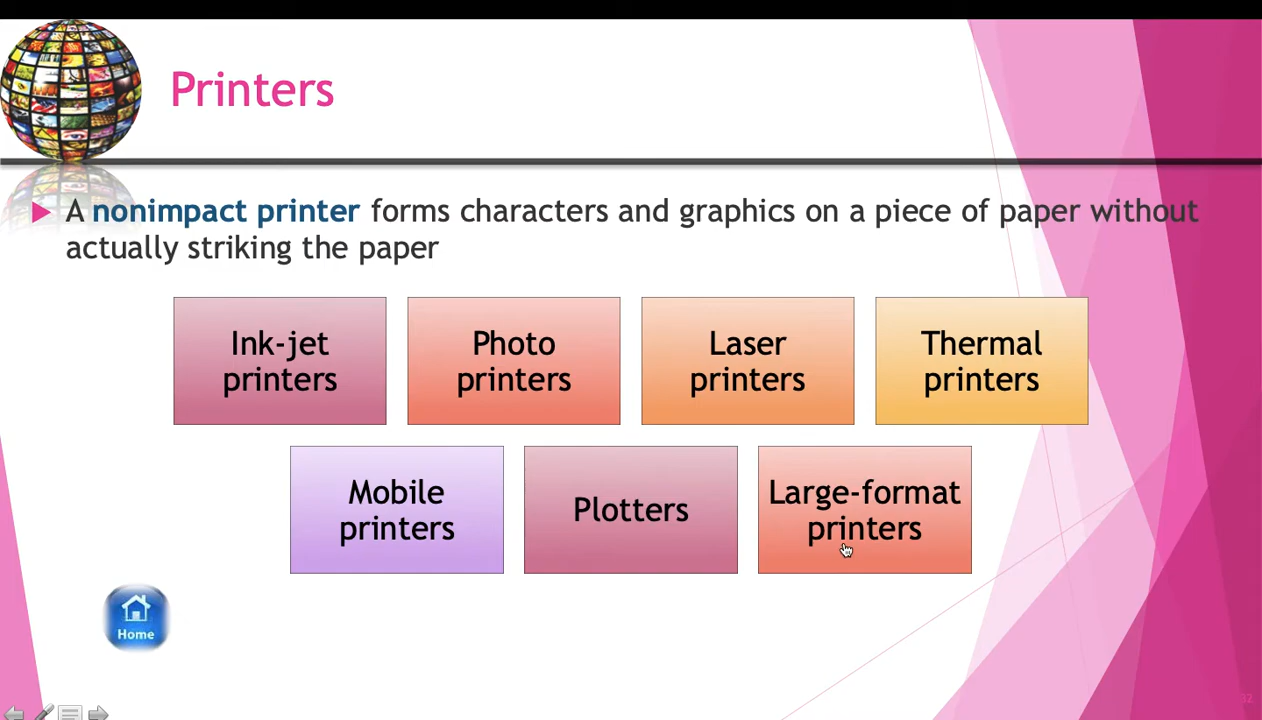 Printers
A nonimpact printer forms characters and graphics on a piece of paper without
actually striking the paper
Ink-jet
printers
Photo
printers
Laser
printers
Thermal
printers
Mobile
printers
Plotters
Large-format
printers
Home